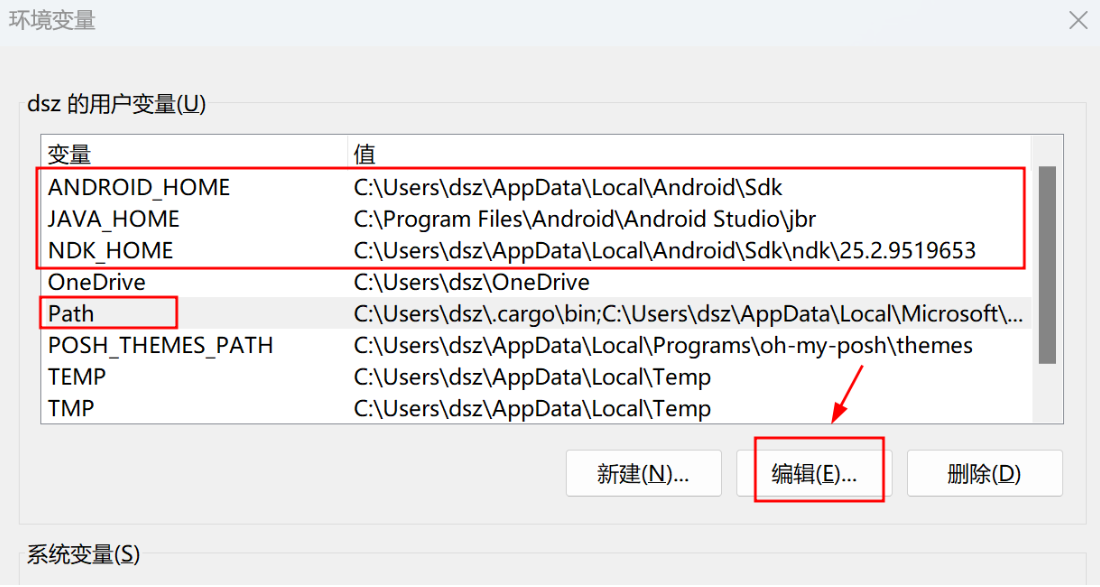 环境变量
dsz 的用户变量(U)
变量 值
ANDROID_HOME C:\Users\dsz\AppData\Local\Android\Sdk
JAVA_HOME C:\Program Files\Android\Android Studio\jbr
NDK_HOME C:\Users\dsz\AppData\Local\Android\Sdk\ndk\25.2.9519653
OneDrive C:\Users\dsz\OneDrive
Path C:\Users\dsz\.cargo\bin;C:\Users\dsz\AppData\Local\Microsoft\...
POSH_THEMES_PATH C:\Users\dsz\AppData\Local\Programs\oh-my-posh\themes
TEMP C:\Users\dsz\AppData\Local\Temp
TMP C:\Users\dsz\AppData\Local\Temp
新建(N)... 编辑(E)... 删除(D)
系统变量(S)